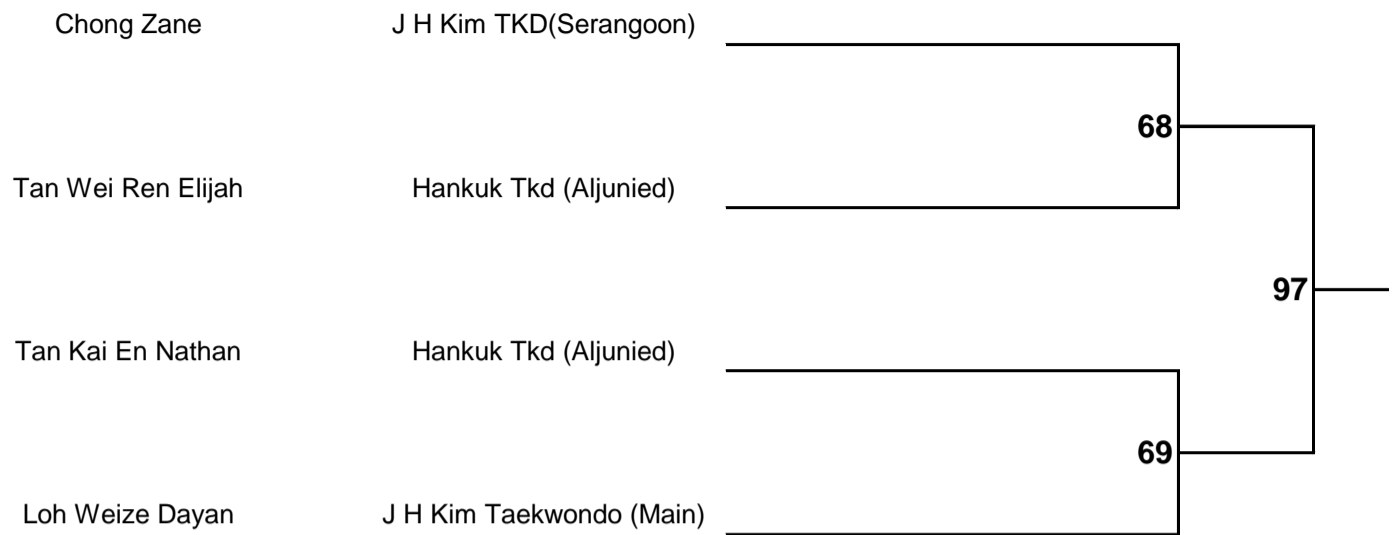 Chong Zane J H Kim TKD(Serangoon)
68
Tan Wei Ren Elijah Hankuk Tkd (Aljunied)
97
Tan Kai En Nathan Hankuk Tkd (Aljunied)
69
Loh Weize Dayan J H Kim Taekwondo (Main)